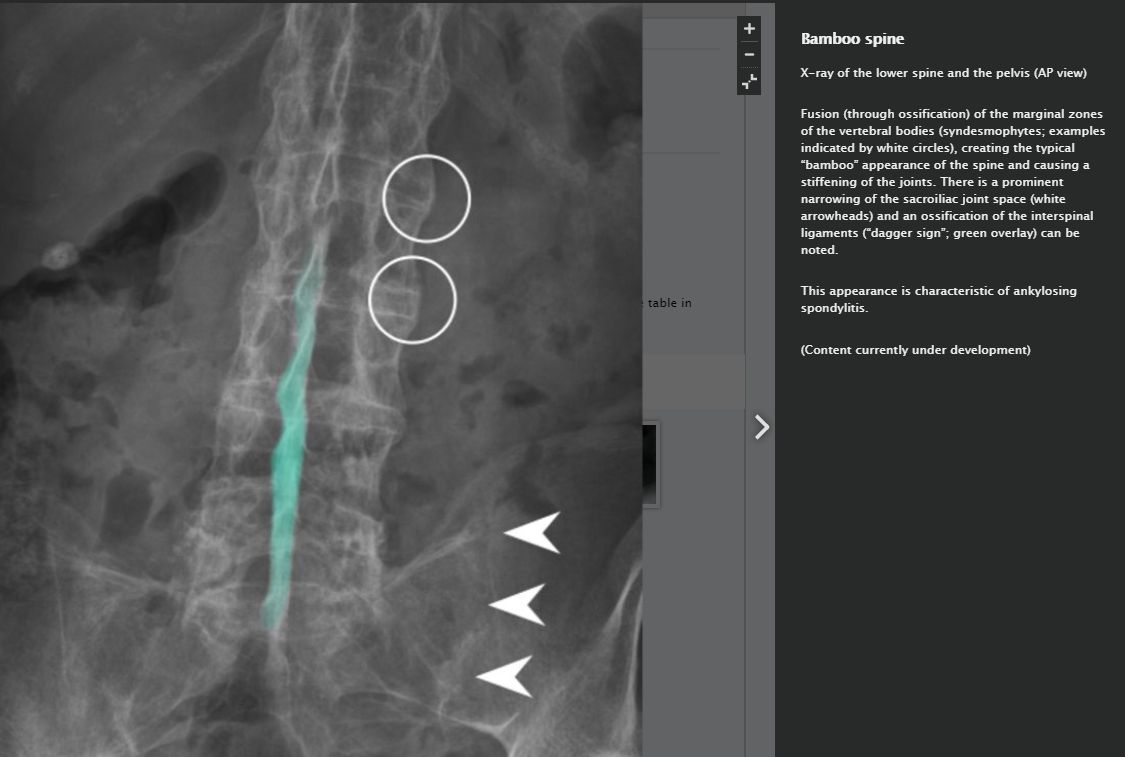 Bamboo spine
X-ray of the lower spine and the pelvis (AP view)
Fusion (through ossification) of the marginal zones
of the vertebral bodies (syndesmophytes; examples
indicated by white circles), creating the typical
“bamboo” appearance of the spine and causing a
stiffening of the joints. There is a prominent
narrowing of the sacroiliac joint space (white
arrowheads) and an ossification of the interspinal
ligaments (“dagger sign”; green overlay) can be
noted.
This appearance is characteristic of ankylosing
spondylitis.
(Content currently under development)
table in